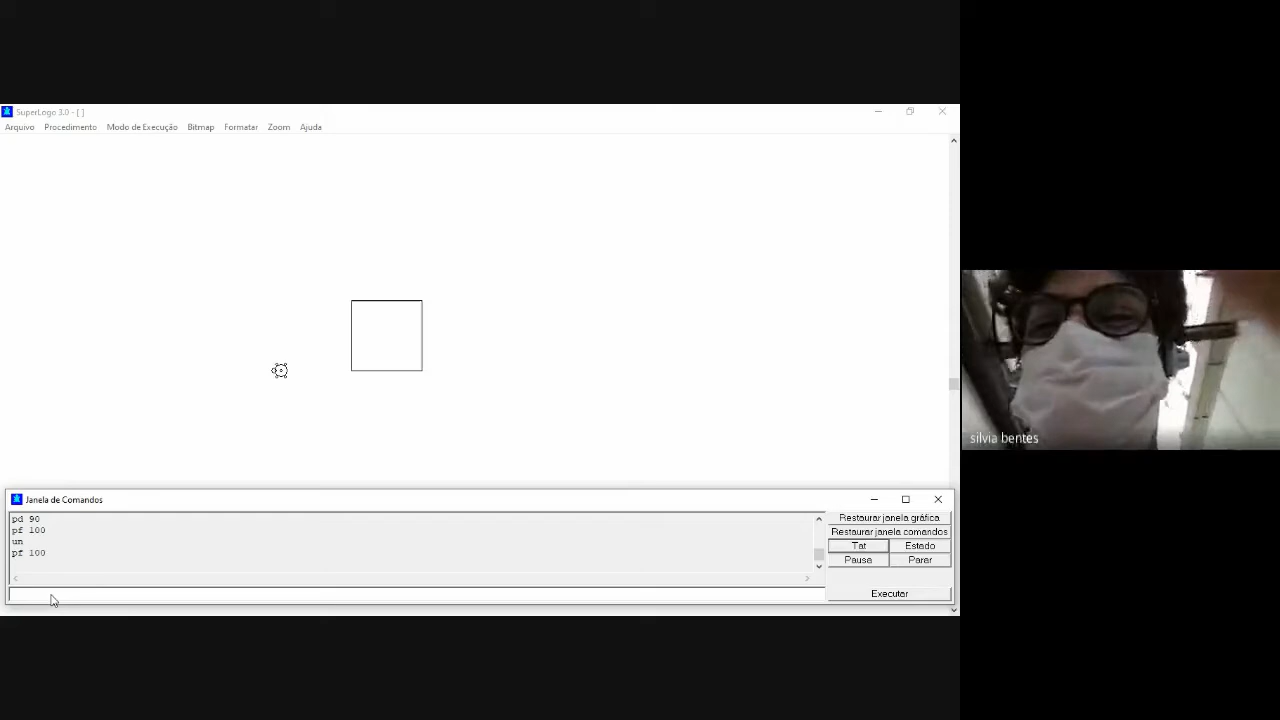 SuperLogo 3.0 - [ ]
Arquivo Procedimento Modo de Execução Bitmap Formatar Zoom Ajuda
silvia bentes
Janela de Comandos
pd 90
pf 100
un
pf 100
Restaurar janela gráfica
Restaurar janela comandos
Tat Estado
Pausa Parar
Executar